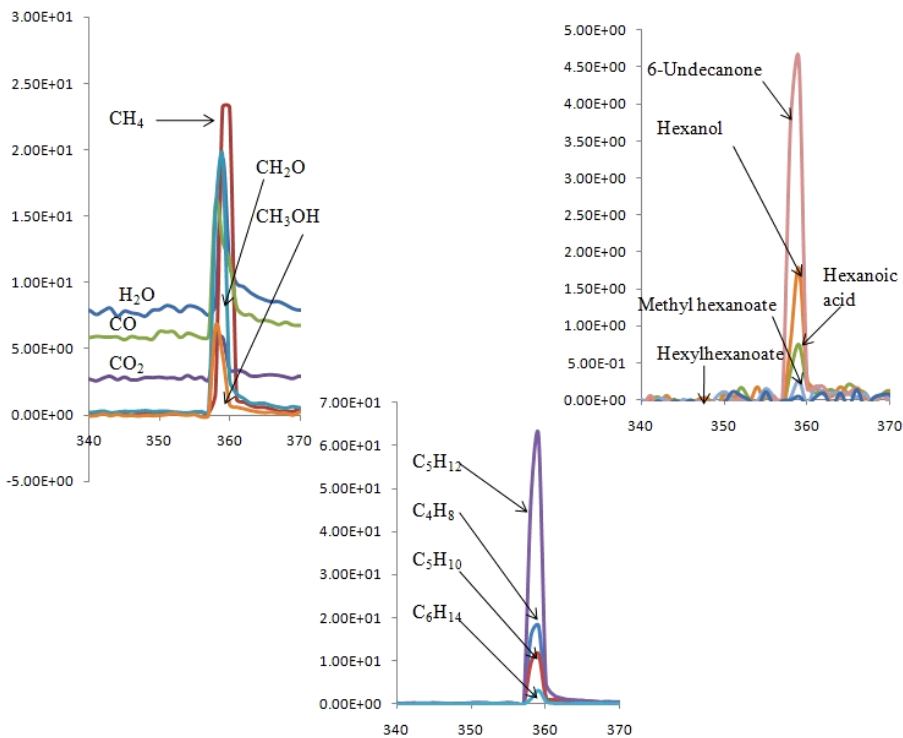 3.00E+01
2.50E+01
2.00E+01
1.50E+01
1.00E+01
5.00E+00
0.00E+00
-5.00E+00
340
350
360
370
CH₄
CH₂O
CH₃OH
H₂O
CO
CO₂
5.00E+00
4.50E+00
4.00E+00
3.50E+00
3.00E+00
2.50E+00
2.00E+00
1.50E+00
1.00E+00
5.00E-01
0.00E+00
340
350
360
370
6-Undecanone
Hexanol
Hexanoic
acid
Methyl hexanoate
Hexylhexanoate
7.00E+01
6.00E+01
5.00E+01
4.00E+01
3.00E+01
2.00E+01
1.00E+01
0.00E+00
340
350
360
370
C₅H₁₂
C₄H₈
C₅H₁₀
C₆H₁₄